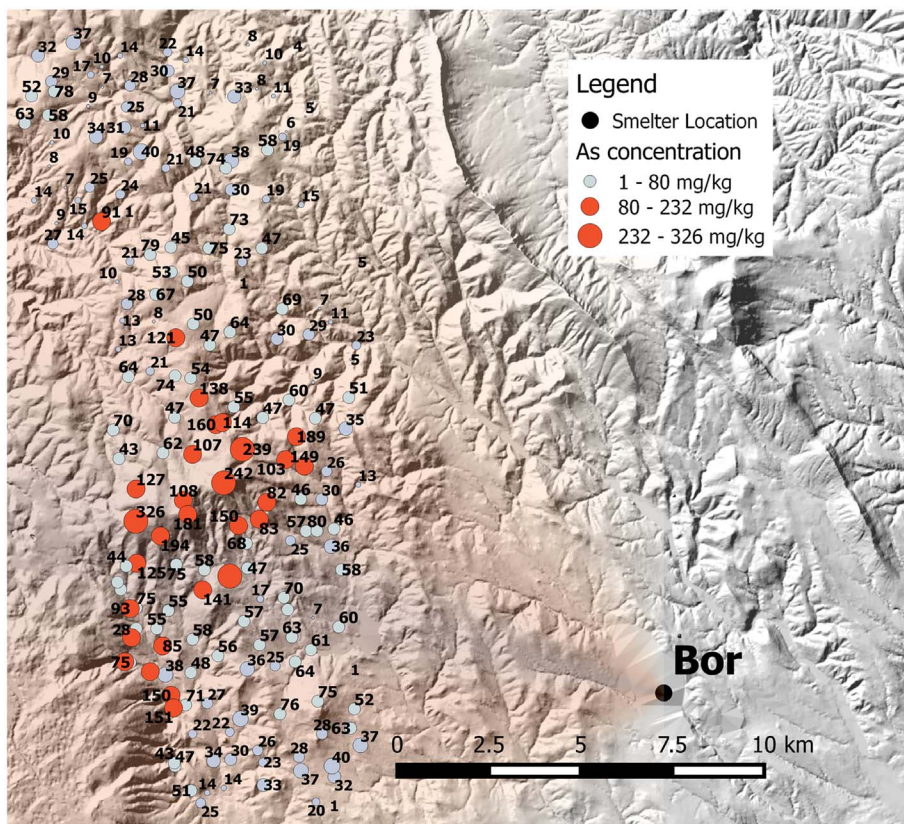 37 8 4
32 14 22 14
17 10 10
29 7 28 30 37 7 8
52 78 9 33 11
58 25 21 5
63 34 31 11 6
10 58 19
8 19 40 48 74 38
21
7 25 24 21 30 19
14 15 15
9 91 1 73
14
27 79 45 75 47
21 23 5
10 53 50 1
28 67 69 7
13 8 50 64 29 11
121 47 30 23
13 5
64 21 54 9
74 138 60 51
47 55 47 47
70 160 114 35
62 107 239 189
43 103 149 26
242 13
127 108 82 46 30
326 181 150 83 57 80 46
194 68 25 36
44 58
125 75 47 58
141 17 70
93 75 55 57 7 60
28 55 58 63
85 57 61
75 56 36 25 64
38 48 1
150 71 27 75
151 39 76 52
22 22 28 63
26 37
43 47 34 30 23 28 40
37 32
51 14 14 33
25 20 1
Legend
Smelter Location
As concentration
1 - 80 mg/kg
80 - 232 mg/kg
232 - 326 mg/kg
Bor
0 2.5 5 7.5 10 km